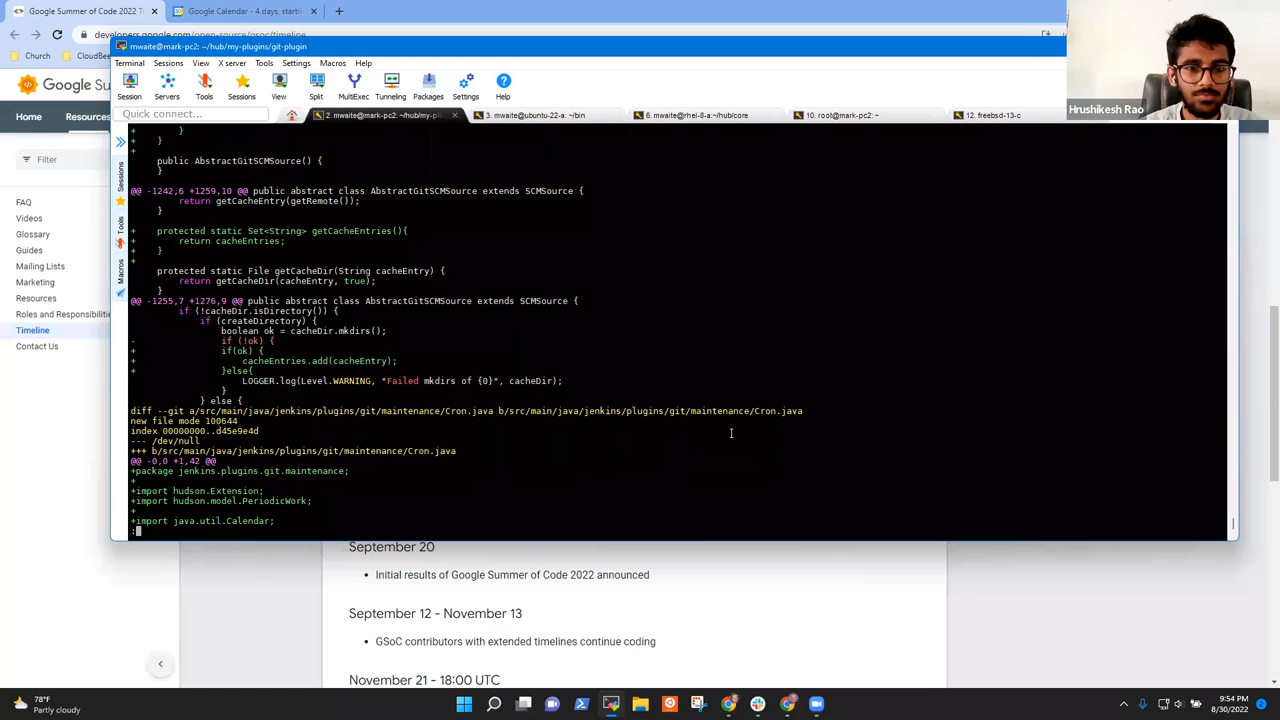 Google Summer of Code 2022 Ti
Google Calendar - 4 days, starting
opensource.google/gsoc/timeline
Church
CloudBee
Google Su
Home
Resources
Filter
FAQ
Videos
Glossary
Guides
Mailing Lists
Marketing
Resources
Roles and Responsibilities
Timeline
Contact Us
mwaite@mark-pc2: ~/hub/my-plugins/git-plugin
Terminal Sessions View X server Tools Settings Macros Help
Session Servers Tools Sessions View Split MultiExec Tunneling Packages Settings Help
Quick connect...
2. mwaite@mark-pc2: ~/hub/my-pl
3. mwaite@ubuntu-22-a: ~/bin
6. mwaite@rhel-8-a:~/hub/core
10. root@mark-pc2: ~
12. freebsd-13-c
Sessions
Tools
Macros
+        }
+    }
+
     public AbstractGitSCMSource() {
     }
@@ -1242,6 +1259,10 @@ public abstract class AbstractGitSCMSource extends SCMSource {
         return getCacheEntry(getRemote());
     }
+    protected static Set<String> getCacheEntries(){
+        return cacheEntries;
+    }
+
     protected static File getCacheDir(String cacheEntry) {
         return getCacheDir(cacheEntry, true);
     }
@@ -1255,7 +1276,9 @@ public abstract class AbstractGitSCMSource extends SCMSource {
         if (!cacheDir.isDirectory()) {
             if (createDirectory) {
                 boolean ok = cacheDir.mkdirs();
-                if (!ok) {
+                if(ok) {
+                    cacheEntries.add(cacheEntry);
+                }else{
                     LOGGER.log(Level.WARNING, "Failed mkdirs of {0}", cacheDir);
                 }
             } else {
diff --git a/src/main/java/jenkins/plugins/git/maintenance/Cron.java b/src/main/java/jenkins/plugins/git/maintenance/Cron.java
new file mode 100644
index 00000000..d45e9e4d
--- /dev/null
+++ b/src/main/java/jenkins/plugins/git/maintenance/Cron.java
@@ -0,0 +1,42 @@
+package jenkins.plugins.git.maintenance;
+
+import hudson.Extension;
+import hudson.model.PeriodicWork;
+
+import java.util.Calendar;
:
Hrushikesh Rao
September 20
• Initial results of Google Summer of Code 2022 announced
September 12 - November 13
• GSoC contributors with extended timelines continue coding
November 21 - 18:00 UTC
78°F
Partly cloudy
9:54 PM
8/30/2022
2